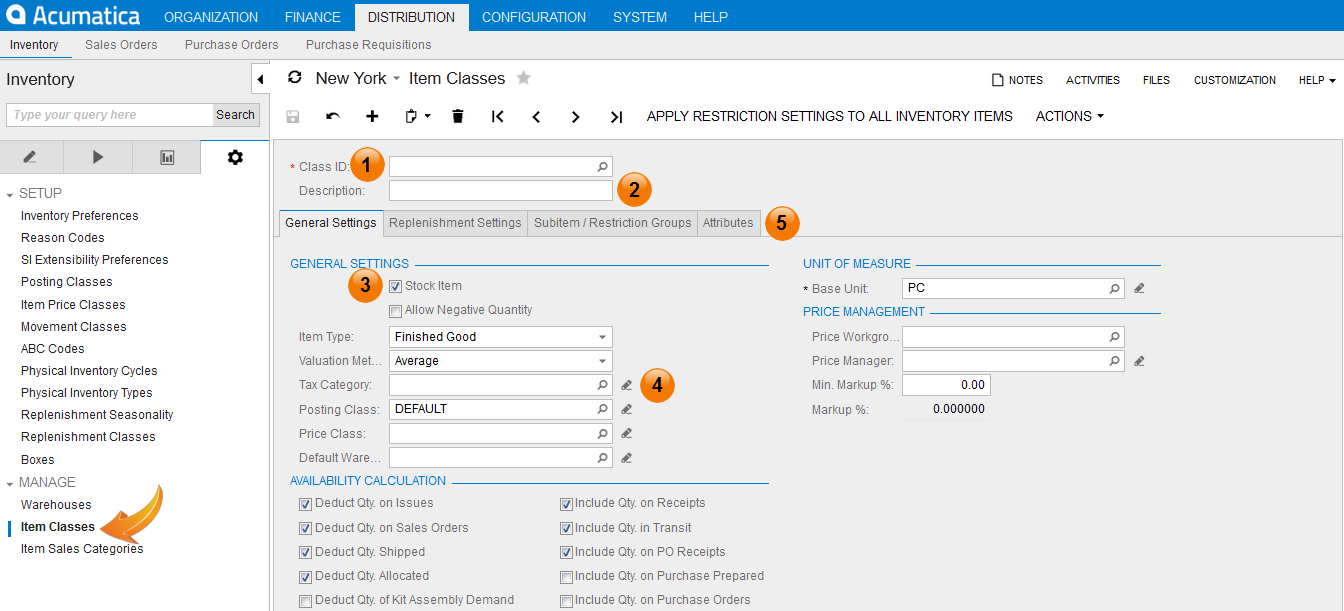 Acumatica ORGANIZATION FINANCE DISTRIBUTION CONFIGURATION SYSTEM HELP
Inventory Sales Orders Purchase Orders Purchase Requisitions
Inventory
Type your query here Search
SETUP
Inventory Preferences
Reason Codes
SI Extensibility Preferences
Posting Classes
Item Price Classes
Movement Classes
ABC Codes
Physical Inventory Cycles
Physical Inventory Types
Replenishment Seasonality
Replenishment Classes
Boxes
MANAGE
Warehouses
Item Classes
Item Sales Categories
New York Item Classes NOTES ACTIVITIES FILES CUSTOMIZATION HELP
APPLY RESTRICTION SETTINGS TO ALL INVENTORY ITEMS ACTIONS
* Class ID: 1
Description: 2
General Settings Replenishment Settings Subitem / Restriction Groups Attributes 5
GENERAL SETTINGS
3 Stock Item
Allow Negative Quantity
Item Type: Finished Good
Valuation Met... Average
Tax Category: 4
Posting Class: DEFAULT
Price Class:
Default Ware...
UNIT OF MEASURE
* Base Unit: PC
PRICE MANAGEMENT
Price Workgro...
Price Manager:
Min. Markup %: 0.00
Markup %: 0.000000
AVAILABILITY CALCULATION
Deduct Qty. on Issues Include Qty. on Receipts
Deduct Qty. on Sales Orders Include Qty. in Transit
Deduct Qty. Shipped Include Qty. on PO Receipts
Deduct Qty. Allocated Include Qty. on Purchase Prepared
Deduct Qty. of Kit Assembly Demand Include Qty. on Purchase Orders